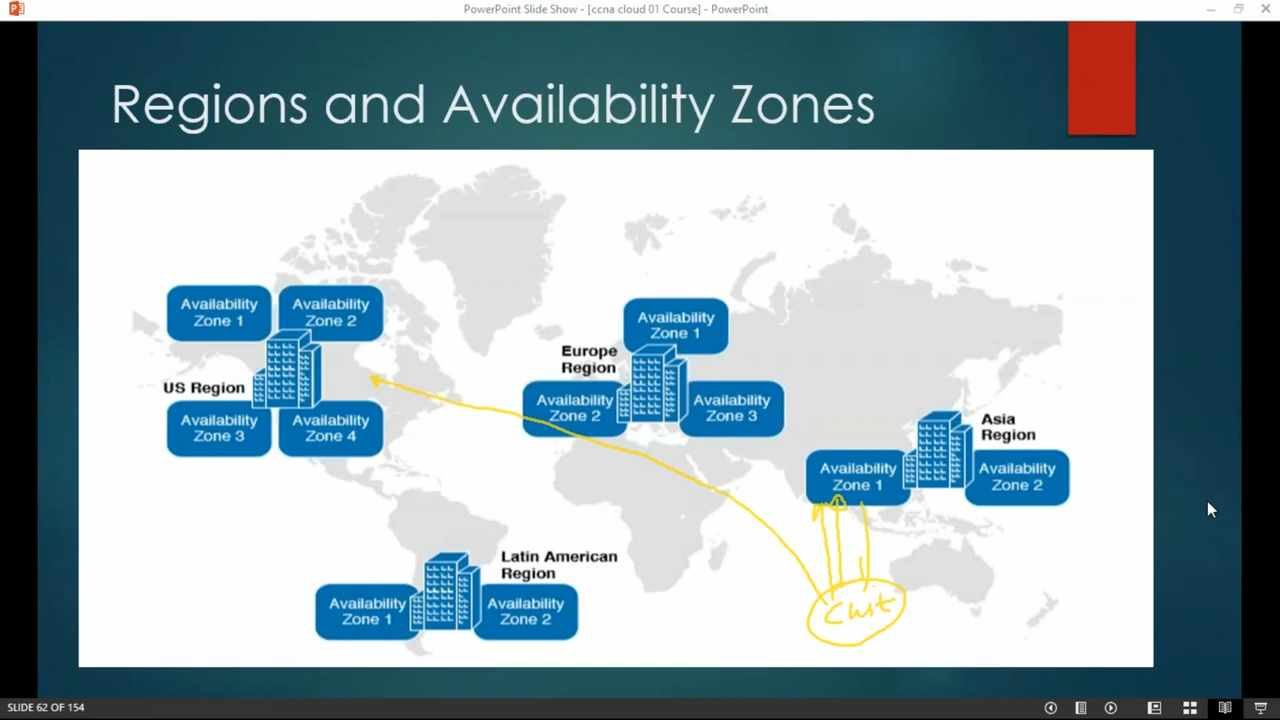 PowerPoint Slide Show - [ccna cloud 01 Course] - PowerPoint
Regions and Availability Zones
Availability
Zone 1
Availability
Zone 2
US Region
Availability
Zone 3
Availability
Zone 4
Availability
Zone 1
Europe
Region
Availability
Zone 2
Availability
Zone 3
Asia
Region
Availability
Zone 1
Availability
Zone 2
Latin American
Region
Availability
Zone 1
Availability
Zone 2
SLIDE 62 OF 154